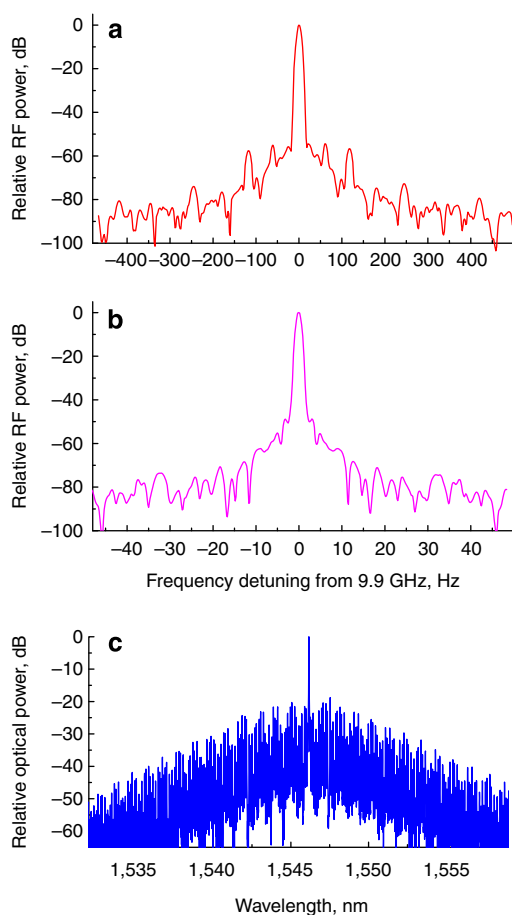 a
Relative RF power, dB
0
−20
−40
−60
−80
−100
−400 −300 −200 −100 0 100 200 300 400
b
Relative RF power, dB
0
−20
−40
−60
−80
−100
−40 −30 −20 −10 0 10 20 30 40
Frequency detuning from 9.9 GHz, Hz
c
Relative optical power, dB
0
−10
−20
−30
−40
−50
−60
1,535 1,540 1,545 1,550 1,555
Wavelength, nm